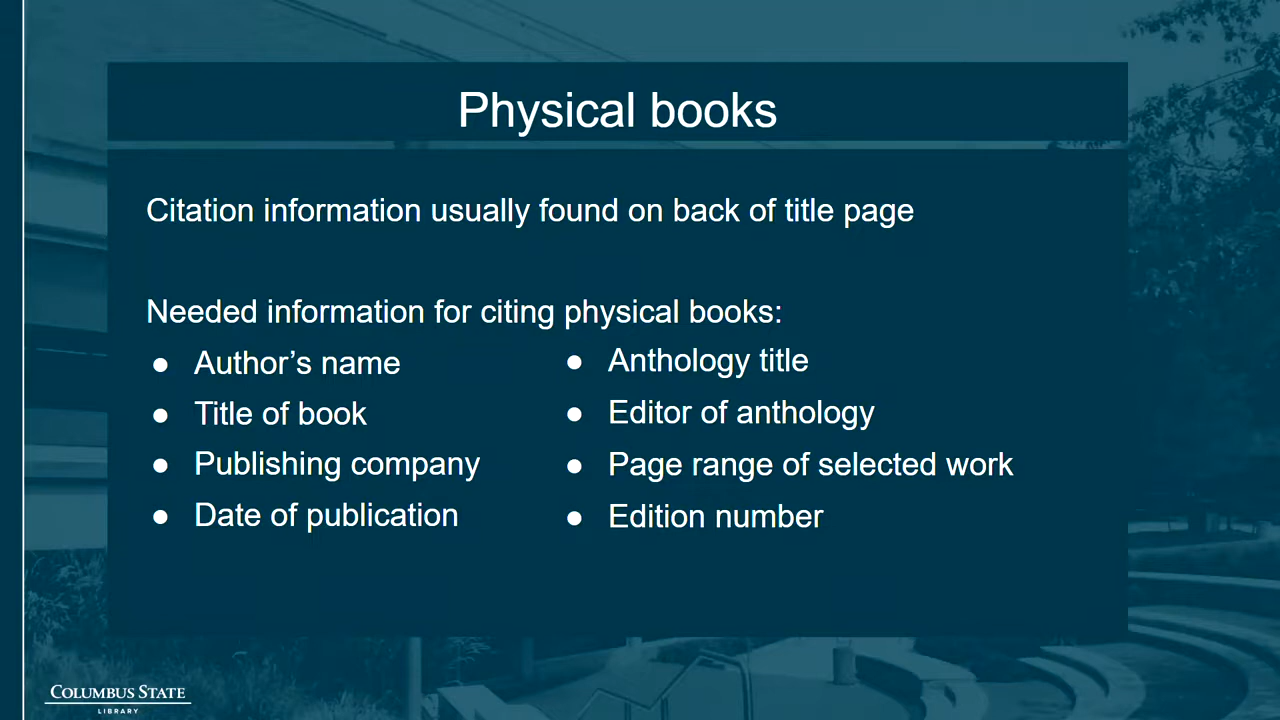 Physical books
Citation information usually found on back of title page
Needed information for citing physical books:
● Author’s name
● Title of book
● Publishing company
● Date of publication
● Anthology title
● Editor of anthology
● Page range of selected work
● Edition number
COLUMBUS STATE
LIBRARY